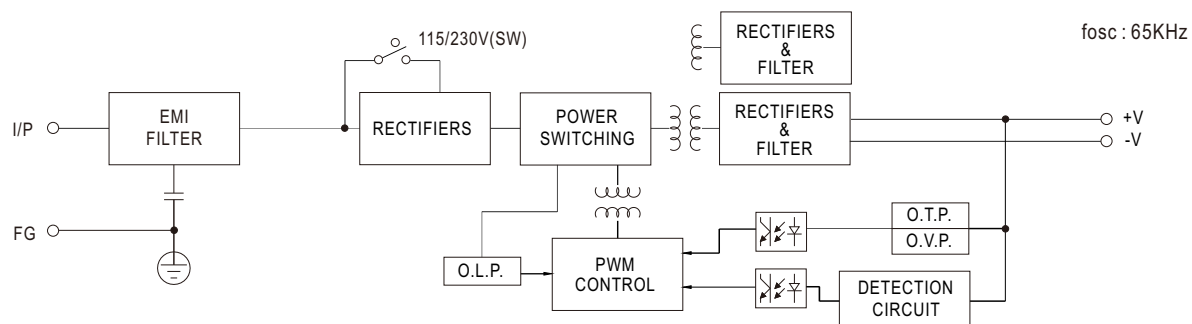 115/230V(SW)
RECTIFIERS
&
FILTER
fosc : 65KHz
I/P
EMI
FILTER
RECTIFIERS
POWER
SWITCHING
RECTIFIERS
&
FILTER
+V
-V
FG
O.L.P.
PWM
CONTROL
O.T.P.
O.V.P.
DETECTION
CIRCUIT